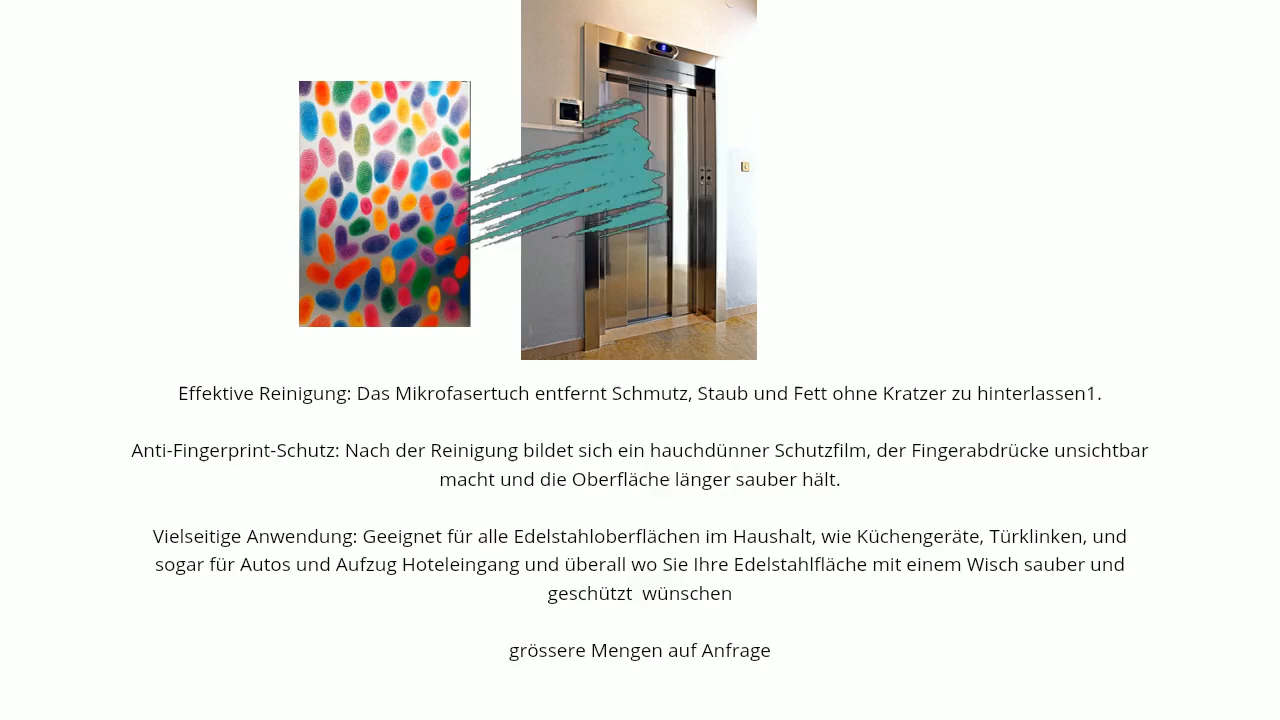 Effektive Reinigung: Das Mikrofasertuch entfernt Schmutz, Staub und Fett ohne Kratzer zu hinterlassen1.
Anti-Fingerprint-Schutz: Nach der Reinigung bildet sich ein hauchdünner Schutzfilm, der Fingerabdrücke unsichtbar
macht und die Oberfläche länger sauber hält.
Vielseitige Anwendung: Geeignet für alle Edelstahloberflächen im Haushalt, wie Küchengeräte, Türklinken, und
sogar für Autos und Aufzug Hoteleingang und überall wo Sie Ihre Edelstahlfläche mit einem Wisch sauber und
geschützt  wünschen
grössere Mengen auf Anfrage